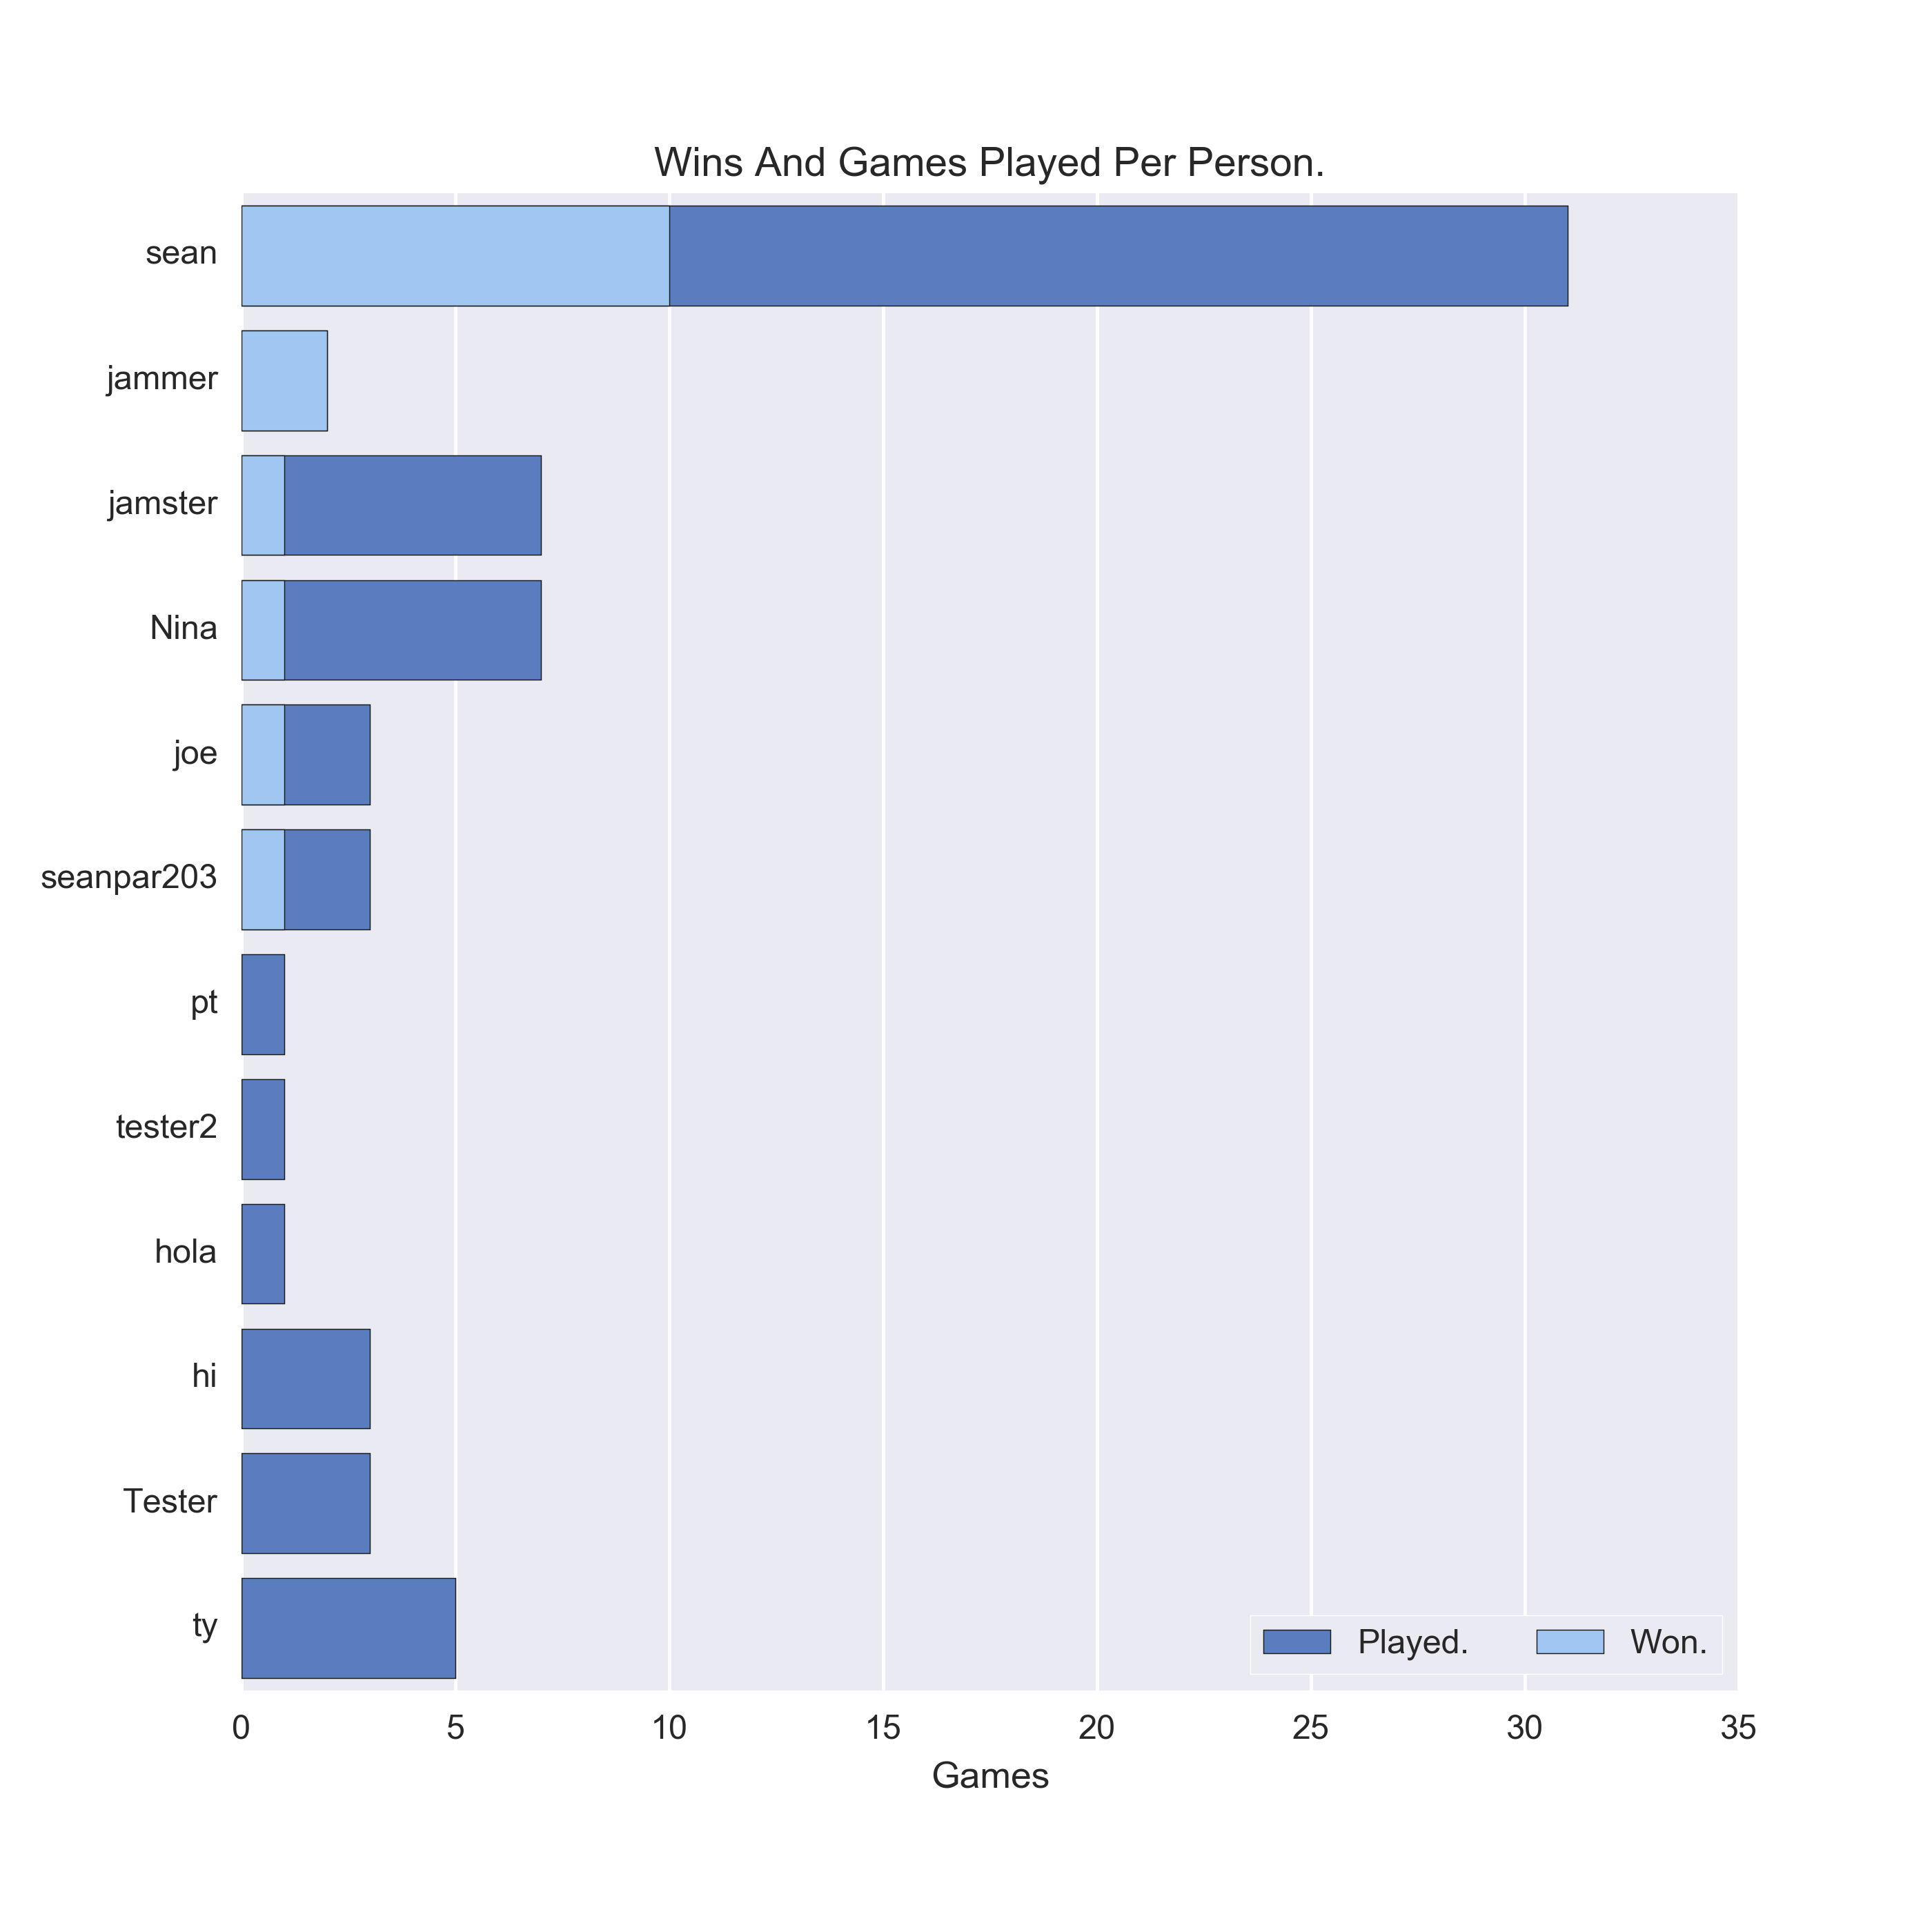 Wins And Games Played Per Person.
sean
jammer
jamster
Nina
joe
seanpar203
pt
tester2
hola
hi
Tester
ty
Played. Won.
0 5 10 15 20 25 30 35
Games